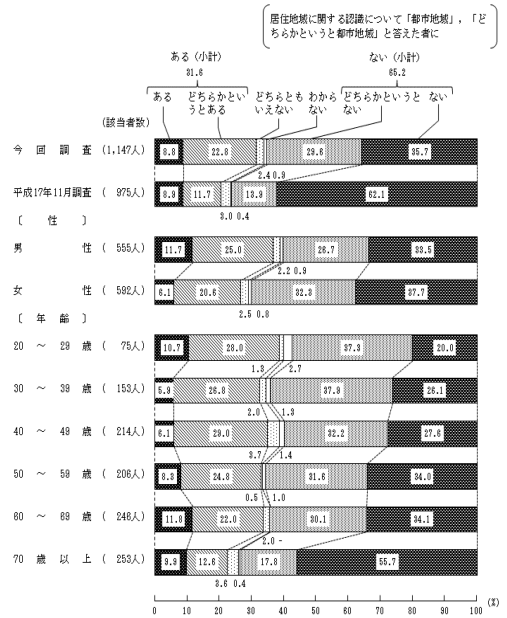 居住地域に関する認識について「都市地域」，「ど
ちらかというと都市地域」と答えた者に
ある（小計）
31.6
ない（小計）
65.2
ある どちらかとい
うとある どちらとも
いえない わから
ない どちらかというと
ない ない
(該当者数)
今回調査 (1,147人) 8.8 22.8 29.6 35.7
2.4 0.9
平成17年11月調査 ( 975人) 8.9 11.7 13.9 62.1
3.0 0.4
〔 性 〕
男性 ( 555人) 11.7 25.0 26.7 33.5
2.2 0.9
女性 ( 592人) 6.1 20.6 32.3 37.7
2.5 0.8
〔 年齢 〕
20 ～ 29 歳 ( 75人) 10.7 28.0 37.3 20.0
1.3 2.7
30 ～ 39 歳 ( 153人) 5.9 26.8 37.9 26.1
2.0 1.3
40 ～ 49 歳 ( 214人) 6.1 29.0 32.2 27.6
3.7 1.4
50 ～ 59 歳 ( 206人) 8.3 24.8 31.6 34.0
0.5 1.0
60 ～ 69 歳 ( 246人) 11.8 22.0 30.1 34.1
2.0 -
70 歳以上 ( 253人) 9.9 12.6 17.8 55.7
3.6 0.4
0 10 20 30 40 50 60 70 80 90 100 (%)